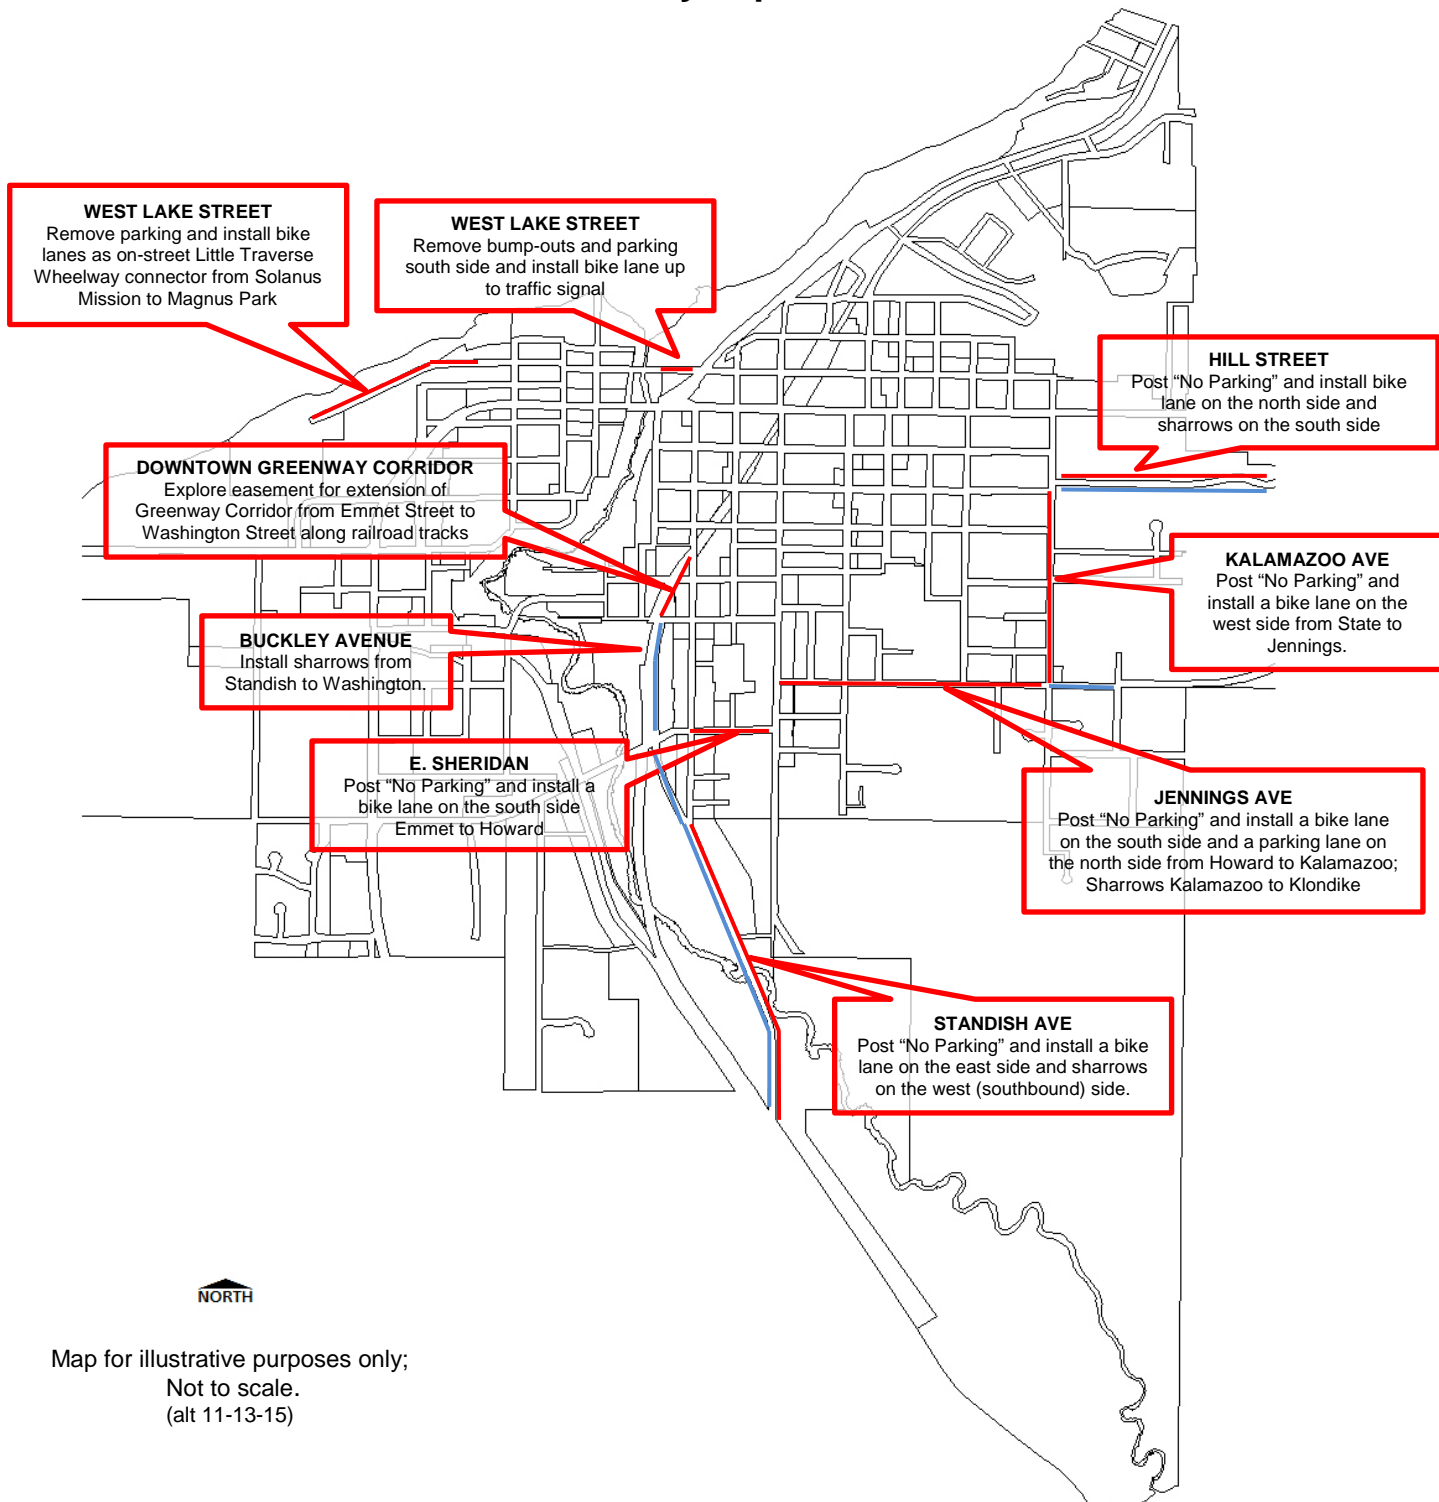 WEST LAKE STREET
Remove parking and install bike
lanes as on-street Little Traverse
Wheelway connector from Solanus
Mission to Magnus Park
WEST LAKE STREET
Remove bump-outs and parking
south side and install bike lane up
to traffic signal
HILL STREET
Post “No Parking” and install bike
lane on the north side and
sharrows on the south side
DOWNTOWN GREENWAY CORRIDOR
Explore easement for extension of
Greenway Corridor from Emmet Street to
Washington Street along railroad tracks
KALAMAZOO AVE
Post “No Parking” and
install a bike lane on the
west side from State to
Jennings.
BUCKLEY AVENUE
Install sharrows from
Standish to Washington.
E. SHERIDAN
Post “No Parking” and install a
bike lane on the south side
Emmet to Howard
JENNINGS AVE
Post “No Parking” and install a bike lane
on the south side and a parking lane on
the north side from Howard to Kalamazoo;
Sharrows Kalamazoo to Klondike
STANDISH AVE
Post “No Parking” and install a bike
lane on the east side and sharrows
on the west (southbound) side.
NORTH
Map for illustrative purposes only;
Not to scale.
(alt 11-13-15)